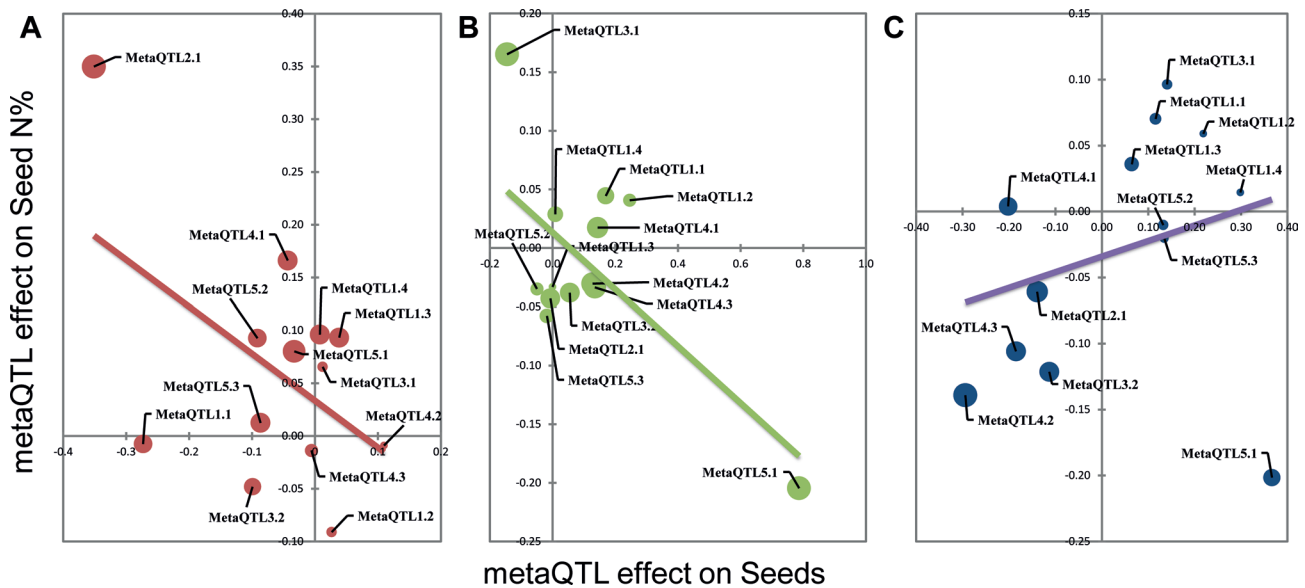 metaQTL effect on Seed N%
A
0.40
0.35
0.30
0.25
0.20
0.15
0.10
0.05
0.00
-0.05
-0.10
-0.4
-0.3
-0.2
-0.1
0
0.1
0.2
MetaQTL2.1
MetaQTL4.1
MetaQTL5.2
MetaQTL1.4
MetaQTL1.3
MetaQTL5.1
MetaQTL3.1
MetaQTL5.3
MetaQTL1.1
MetaQTL4.2
MetaQTL4.3
MetaQTL3.2
MetaQTL1.2
B
0.20
0.15
0.10
0.05
0.00
-0.05
-0.10
-0.15
-0.20
-0.25
-0.2
0.0
0.2
0.4
0.6
0.8
1.0
MetaQTL3.1
MetaQTL1.4
MetaQTL1.1
MetaQTL1.2
MetaQTL4.1
MetaQTL5.2
MetaQTL1.3
MetaQTL4.2
MetaQTL4.3
MetaQTL3.2
MetaQTL2.1
MetaQTL5.3
MetaQTL5.1
C
0.15
0.10
0.05
0.00
-0.05
-0.10
-0.15
-0.20
-0.25
-0.40
-0.30
-0.20
-0.10
0.00
0.10
0.20
0.30
0.40
MetaQTL3.1
MetaQTL1.1
MetaQTL1.2
MetaQTL1.3
MetaQTL1.4
MetaQTL4.1
MetaQTL5.2
MetaQTL5.3
MetaQTL2.1
MetaQTL4.3
MetaQTL3.2
MetaQTL4.2
MetaQTL5.1
metaQTL effect on Seeds